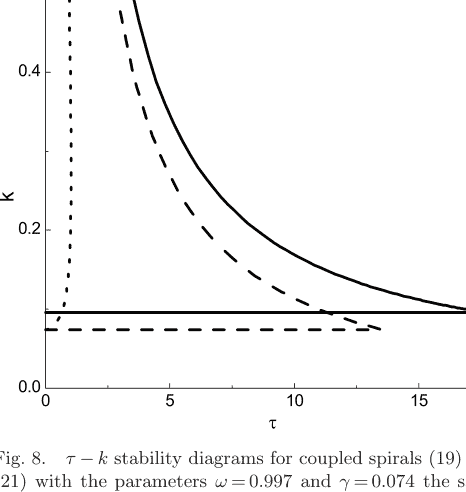 0.4
k
0.2
0.0
0 5 10 15
τ
Fig. 8. τ − k stability diagrams for coupled spirals (19)
21) with the parameters ω = 0.997 and γ = 0.074 the s